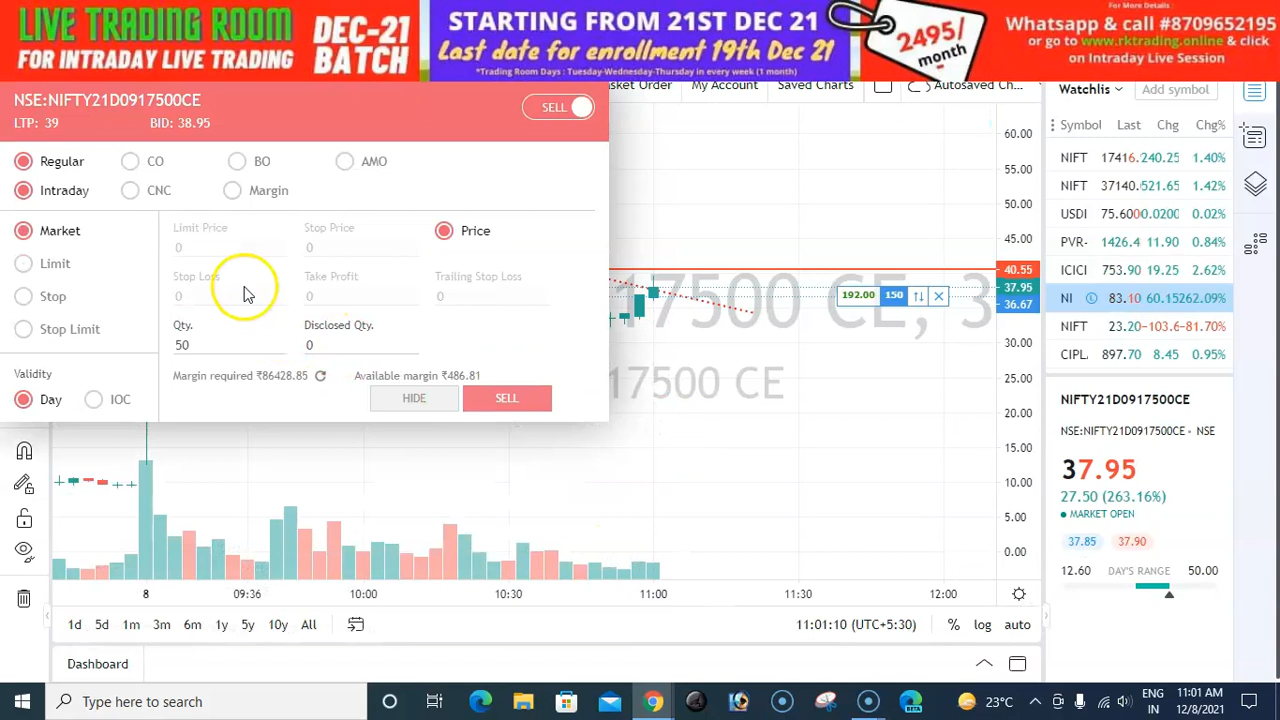 LIVE TRADING ROOM
FOR INTRADAY LIVE TRADING
DEC-21
BATCH
STARTING FROM 21ST DEC 21
Last date for enrollment 19th Dec 21
*Trading Room Days : Tuesday-Wednesday-Thursday in every week (1 month)
2495/
month
For More Details :
Whatsapp & call #8709652195
or go to www.rktrading.online & click
on Intraday Live Session
NSE:NIFTY21D0917500CE
LTP: 39
BID: 38.95
SELL
Regular
CO
BO
AMO
Intraday
CNC
Margin
Market
Limit
Stop
Stop Limit
Limit Price
0
Stop Price
0
Price
Stop Loss
0
Take Profit
0
Trailing Stop Loss
0
Qty.
50
Disclosed Qty.
0
Margin required ₹86428.85
Available margin ₹486.81
HIDE
SELL
Validity
Day
IOC
My Account
Saved Charts
Autosaved Ch...
17500 CE, 3
17500 CE
192.00
150
60.00
55.00
50.00
45.00
40.55
37.95
36.67
30.00
25.00
20.00
15.00
10.00
5.00
0.00
8
09:36
10:00
10:30
11:00
11:30
12:00
1d
5d
1m
3m
6m
1y
5y
10y
All
11:01:10 (UTC+5:30)
%
log
auto
Dashboard
Watchlis
Add symbol
Symbol Last Chg Chg%
NIFT 17416.240.25 1.40%
NIFT 37140.521.65 1.42%
USDI 75.6000.0200 0.02%
PVR- 1426.4 11.90 0.84%
ICICI 753.90 19.25 2.62%
NI 83.10 60.15262.09%
NIFT 23.20-103.6-81.70%
CIPL 897.70 8.45 0.95%
NIFTY21D0917500CE
NSE:NIFTY21D0917500CE - NSE
37.95
27.50 (263.16%)
MARKET OPEN
37.85
37.90
12.60
DAY'S RANGE
50.00
Type here to search
23°C
ENG
IN
11:01 AM
12/8/2021